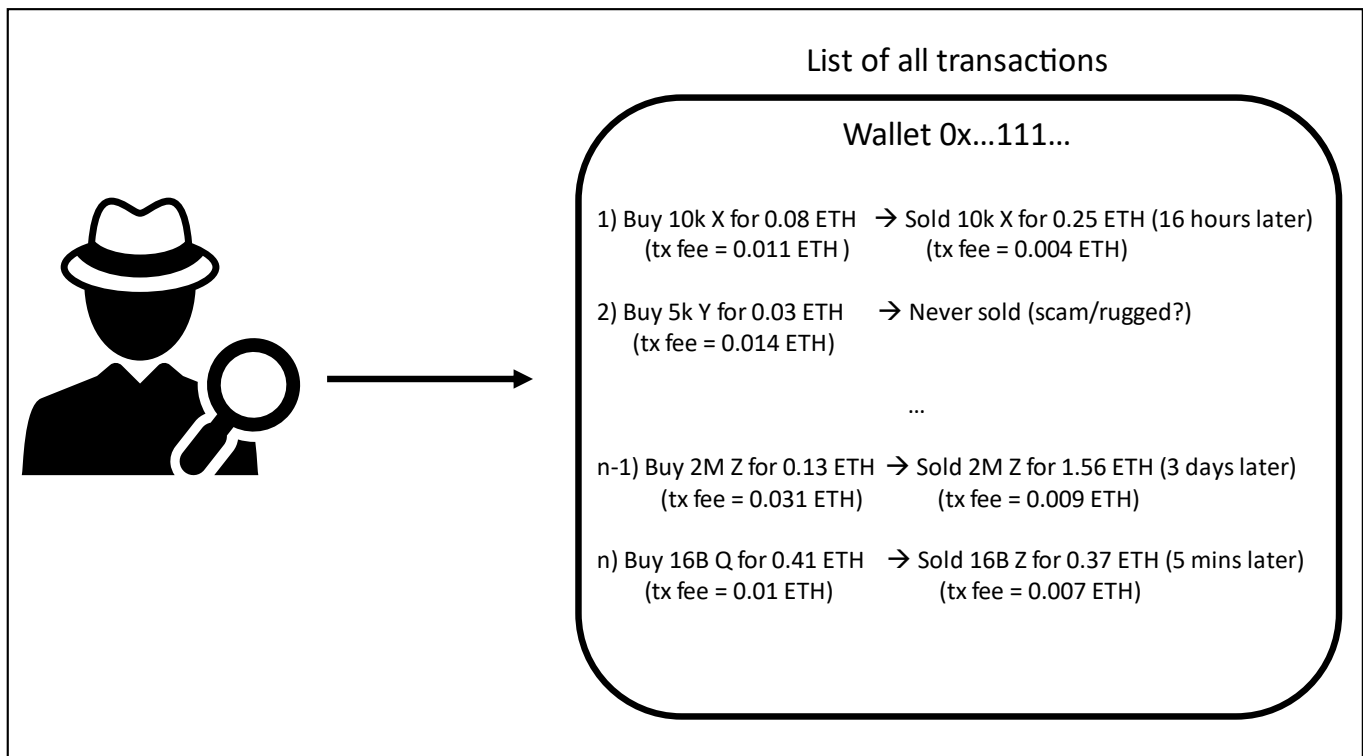 List of all transactions
Wallet 0x...111...
1) Buy 10k X for 0.08 ETH → Sold 10k X for 0.25 ETH (16 hours later)
(tx fee = 0.011 ETH ) (tx fee = 0.004 ETH)
2) Buy 5k Y for 0.03 ETH → Never sold (scam/rugged?)
(tx fee = 0.014 ETH)
...
n-1) Buy 2M Z for 0.13 ETH → Sold 2M Z for 1.56 ETH (3 days later)
(tx fee = 0.031 ETH) (tx fee = 0.009 ETH)
n) Buy 16B Q for 0.41 ETH → Sold 16B Z for 0.37 ETH (5 mins later)
(tx fee = 0.01 ETH) (tx fee = 0.007 ETH)